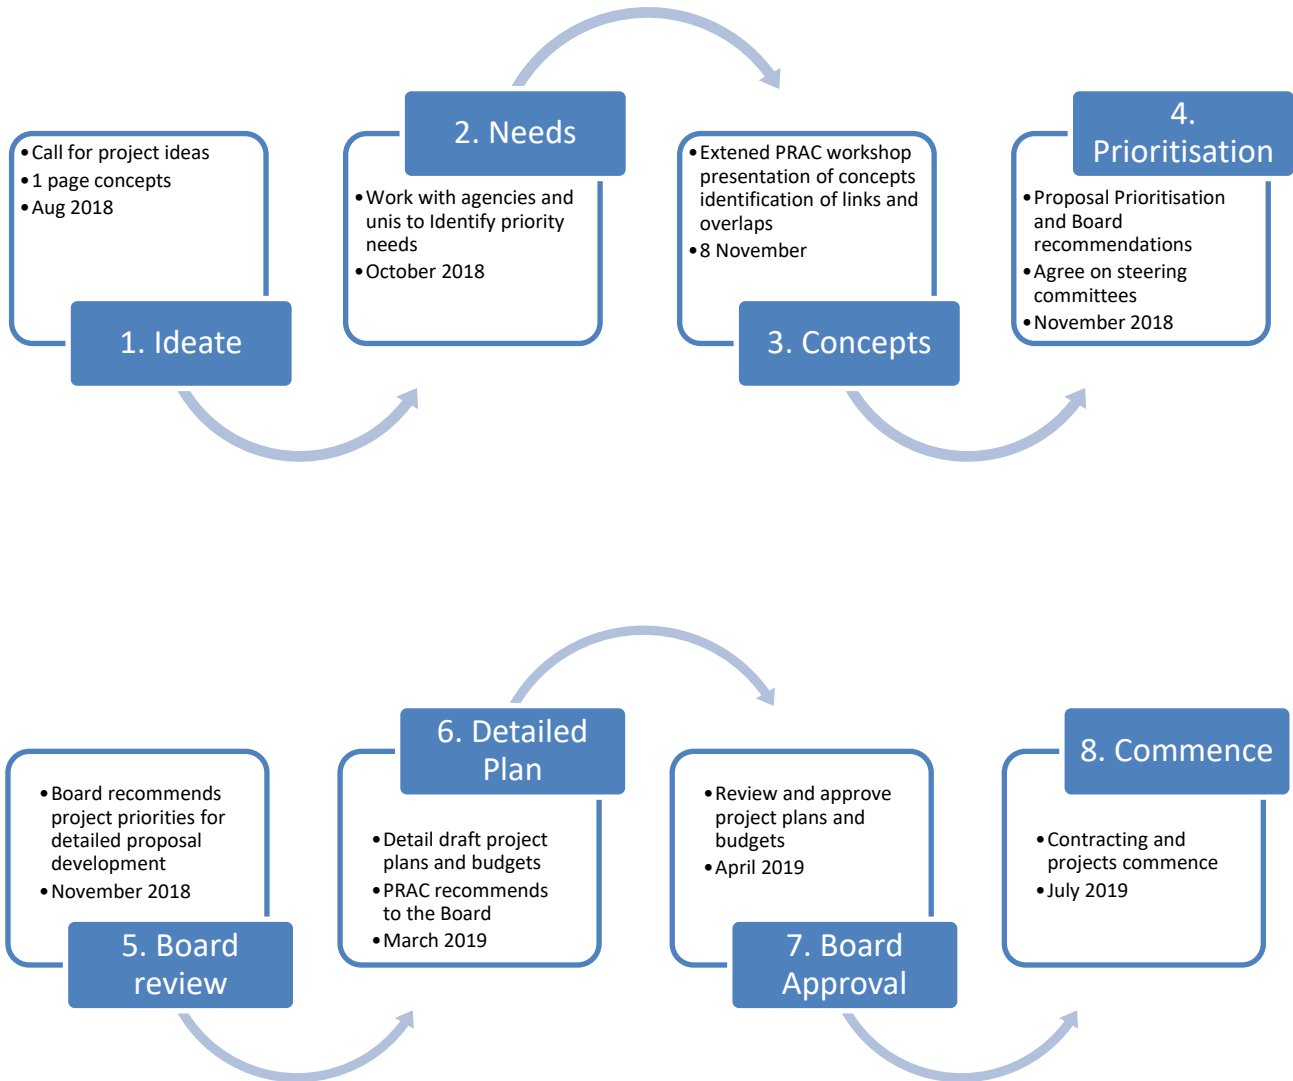 • Call for project ideas
• 1 page concepts
• Aug 2018
1. Ideate
2. Needs
• Work with agencies and
unis to Identify priority
needs
• October 2018
• Extened PRAC workshop
presentation of concepts
identification of links and
overlaps
• 8 November
3. Concepts
4.
Prioritisation
• Proposal Prioritisation
and Board
recommendations
• Agree on steering
committees
• November 2018
• Board recommends
project priorities for
detailed proposal
development
• November 2018
5. Board
review
6. Detailed
Plan
• Detail draft project
plans and budgets
• PRAC recommends
to the Board
• March 2019
• Review and approve
project plans and
budgets
• April 2019
7. Board
Approval
8. Commence
• Contracting and
projects commence
• July 2019